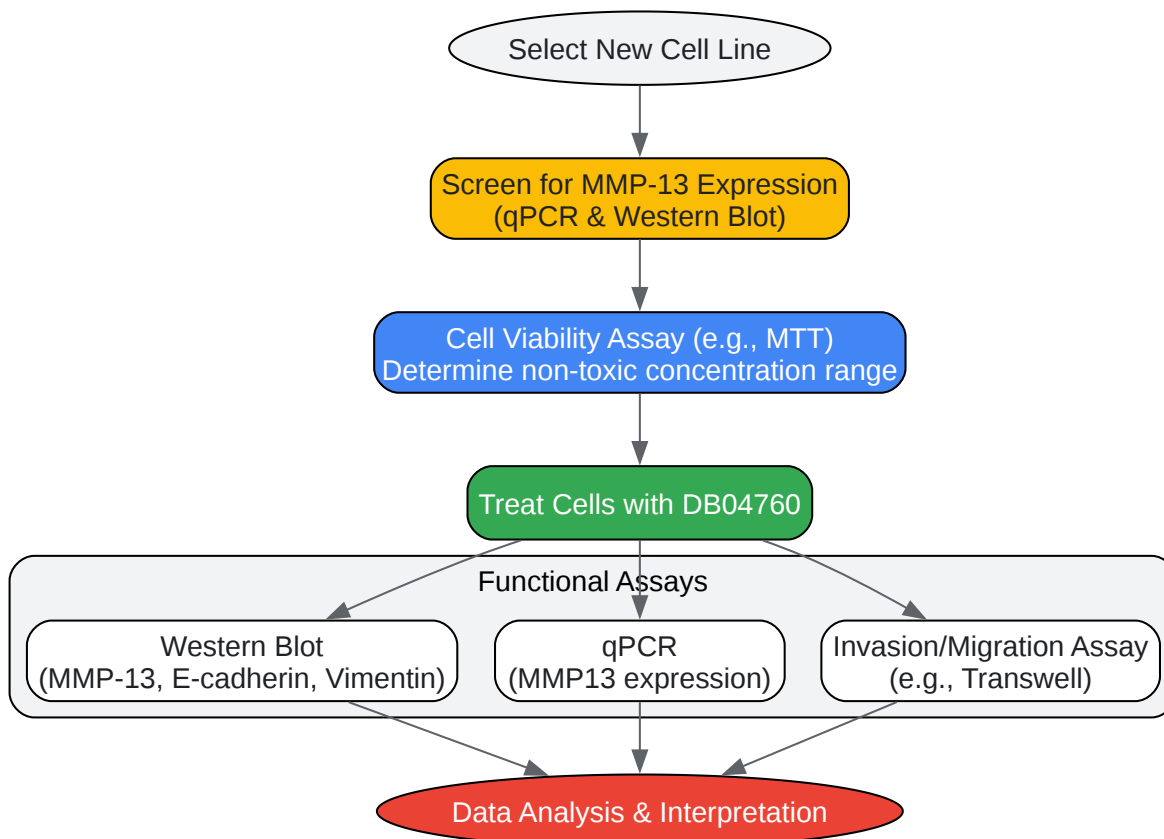 Select New Cell Line
Screen for MMP-13 Expression
(qPCR & Western Blot)
Cell Viability Assay (e.g., MTT)
Determine non-toxic concentration range
Treat Cells with DB04760
Functional Assays
Western Blot
(MMP-13, E-cadherin, Vimentin)
qPCR
(MMP13 expression)
Invasion/Migration Assay
(e.g., Transwell)
Data Analysis & Interpretation